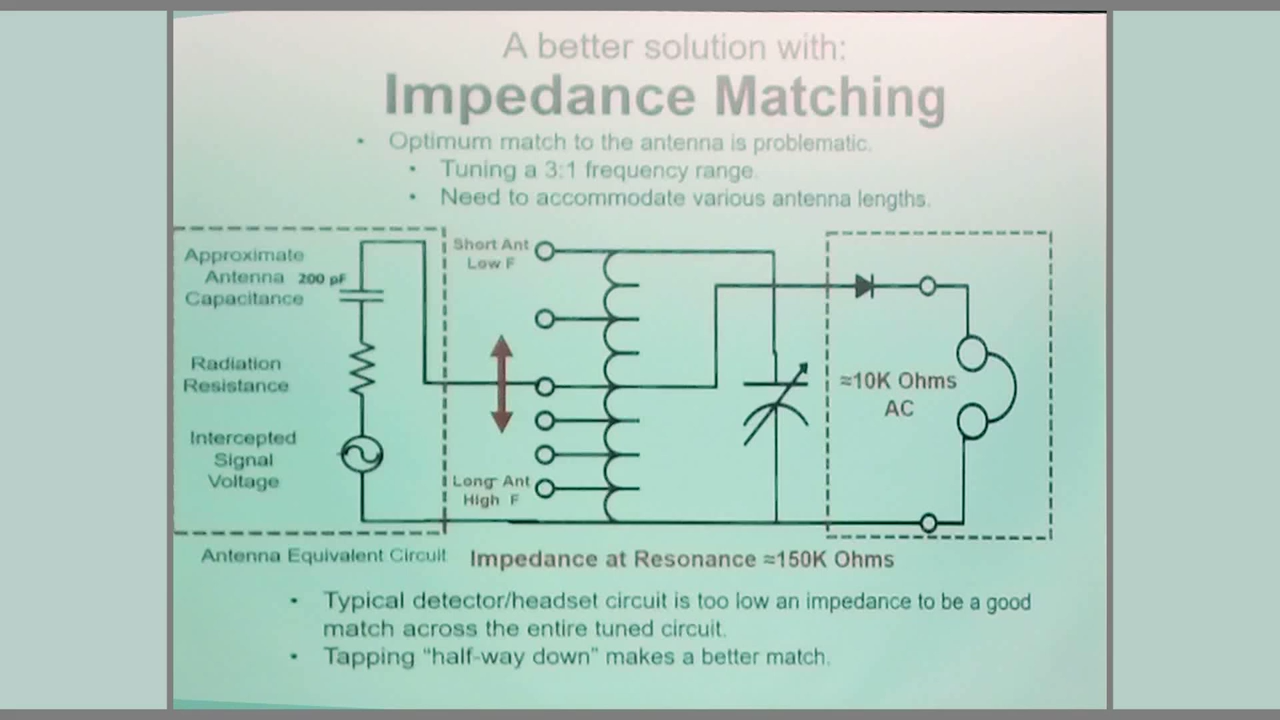 A better solution with:
Impedance Matching
• Optimum match to the antenna is problematic.
• Tuning a 3:1 frequency range.
• Need to accommodate various antenna lengths.
Approximate
Antenna 200 pF
Capacitance
Radiation
Resistance
Intercepted
Signal
Voltage
Short Ant
Low F
Long Ant
High F
≈10K Ohms
AC
Antenna Equivalent Circuit
Impedance at Resonance ≈150K Ohms
• Typical detector/headset circuit is too low an impedance to be a good
match across the entire tuned circuit.
• Tapping “half-way down” makes a better match.